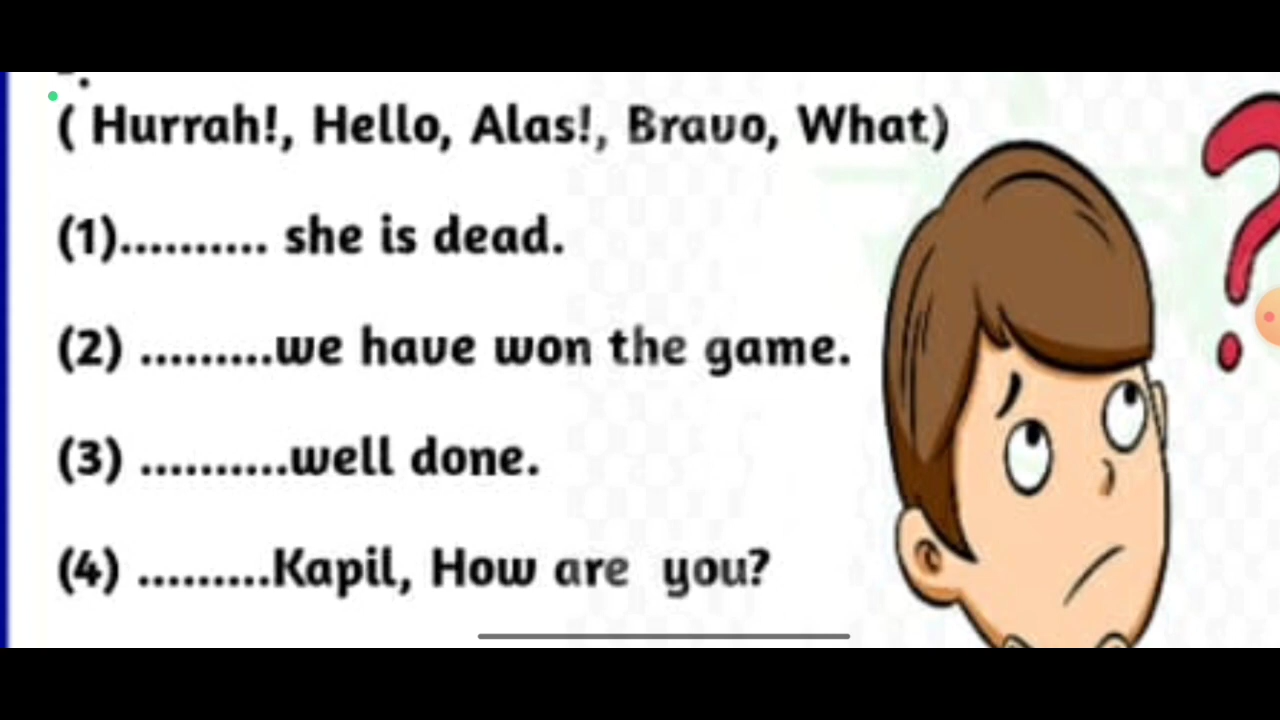 ( Hurrah!, Hello, Alas!, Bravo, What)
(1).......... she is dead.
(2) .........we have won the game.
(3) ..........well done.
(4) .........Kapil, How are you?